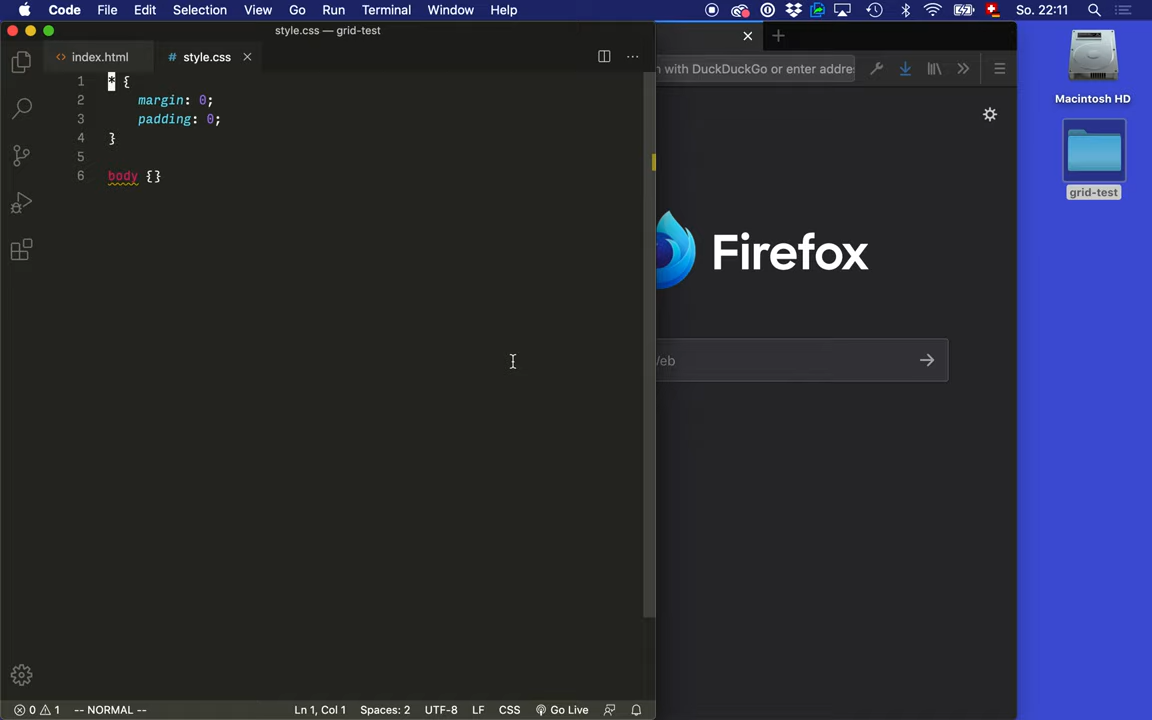 Code File Edit Selection View Go Run Terminal Window Help So. 22:11
style.css — grid-test
<> index.html # style.css
1 * {
2 margin: 0;
3 padding: 0;
4 }
5
6 body {}
0 1 -- NORMAL -- Ln 1, Col 1 Spaces: 2 UTF-8 LF CSS Go Live
with DuckDuckGo or enter addre
Firefox
Macintosh HD
grid-test